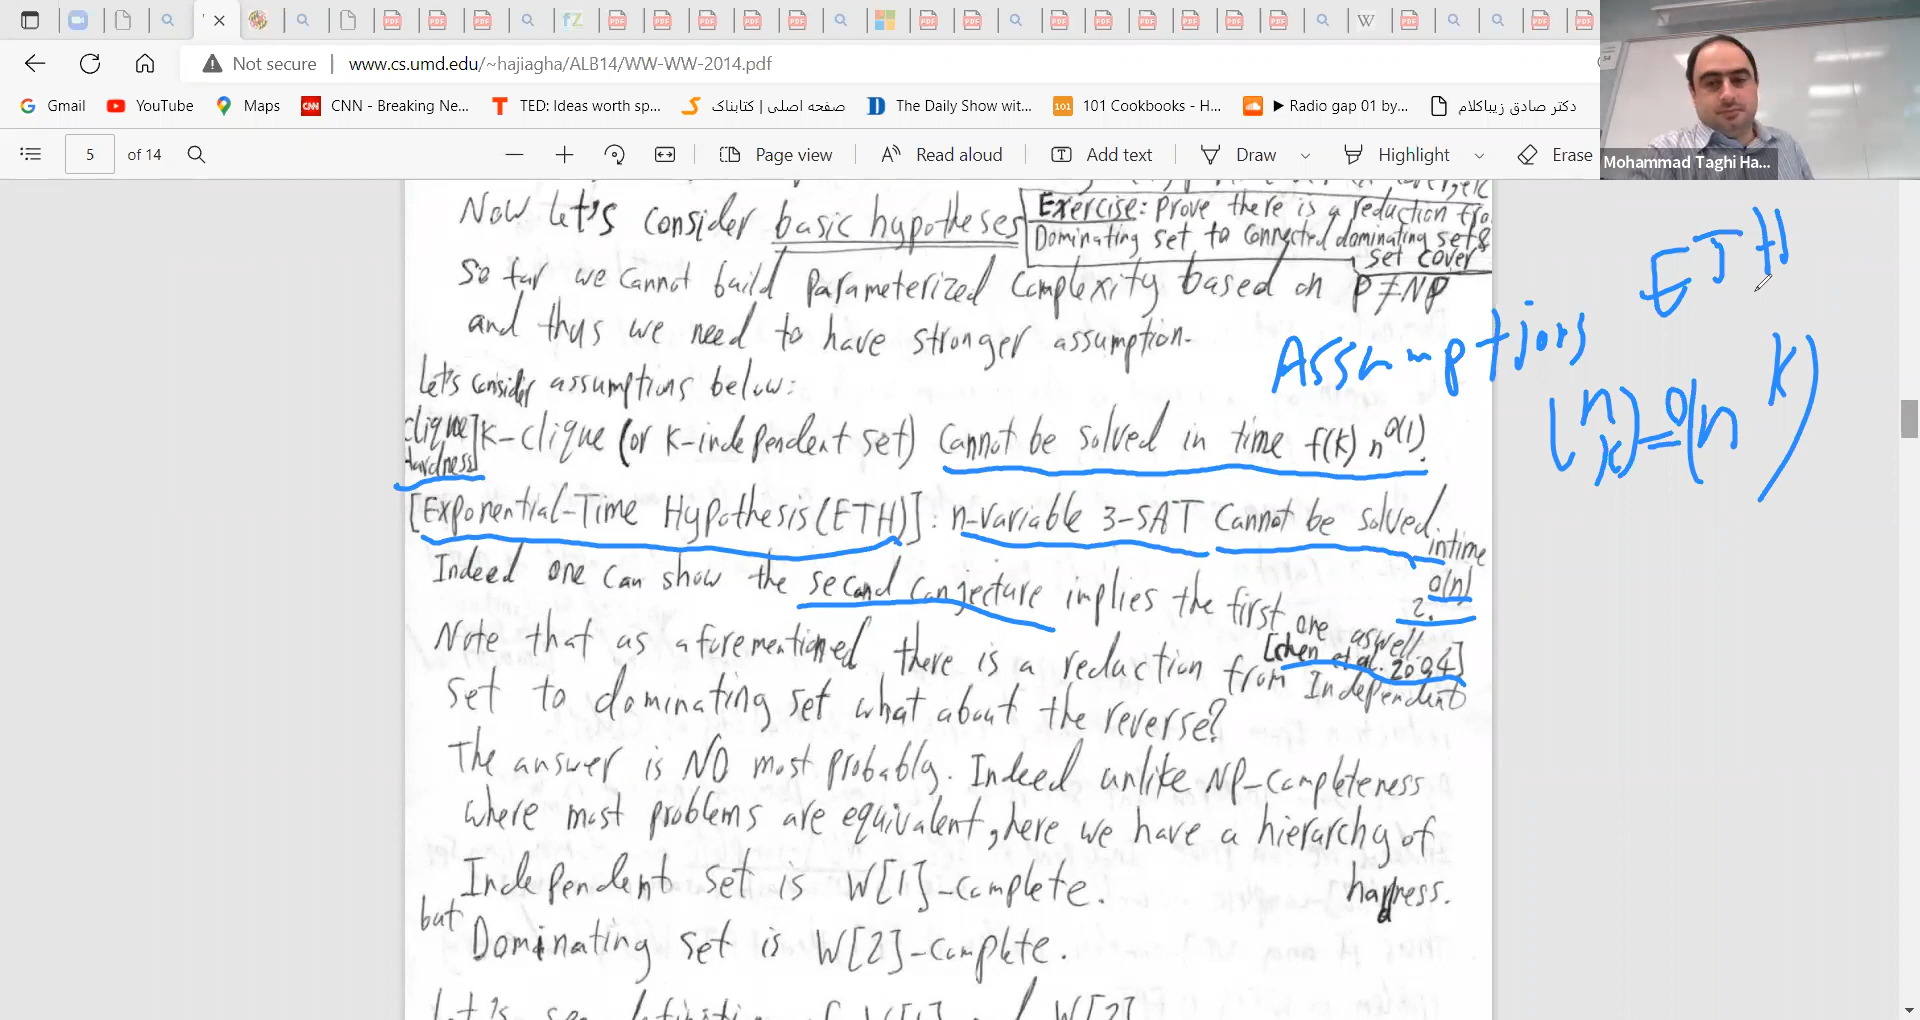 Not secure | www.cs.umd.edu/~hajiagha/ALB14/WW-WW-2014.pdf
Gmail YouTube Maps CNN - Breaking Ne... TED: Ideas worth sp... صفحه اصلی | کتابناک The Daily Show wit... 101 Cookbooks - H... Radio gap 01 by... دکتر صادق زیباکلام
5 of 14 Page view Read aloud Add text Draw Highlight Erase
Mohammad Taghi Ha...
Now let's consider basic hypotheses
Exercise: Prove there is a reduction fro
Dominating set to connected dominating set &
set cover
So far we cannot build parameterized complexity based on P≠NP
and thus we need to have stronger assumption.
Let's consider assumptions below:
[clique hardness] k-clique (or k-independent set) cannot be solved in time f(k) n^O(1).
[Exponential-Time Hypothesis (ETH)]: n-variable 3-SAT cannot be solved in time 2^o(n).
Indeed one can show the second conjecture implies the first one aswell.
[chen et al. 2004]
Note that as aforementioned there is a reduction from Independent
set to dominating set what about the reverse?
The answer is NO most probably. Indeed unlike NP-completeness
where most problems are equivalent, here we have a hierarchy of
hardness.
Independent set is W[1]-complete.
but Dominating set is W[2]-complete.
ETH
Assumptions
(n k) = O(n^k)